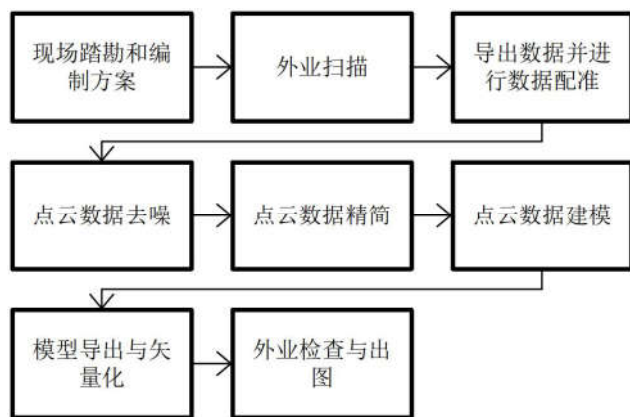 现场踏勘和编
制方案
外业扫描
导出数据并进
行数据配准
点云数据去噪
点云数据精简
点云数据建模
模型导出与矢
量化
外业检查与出
图